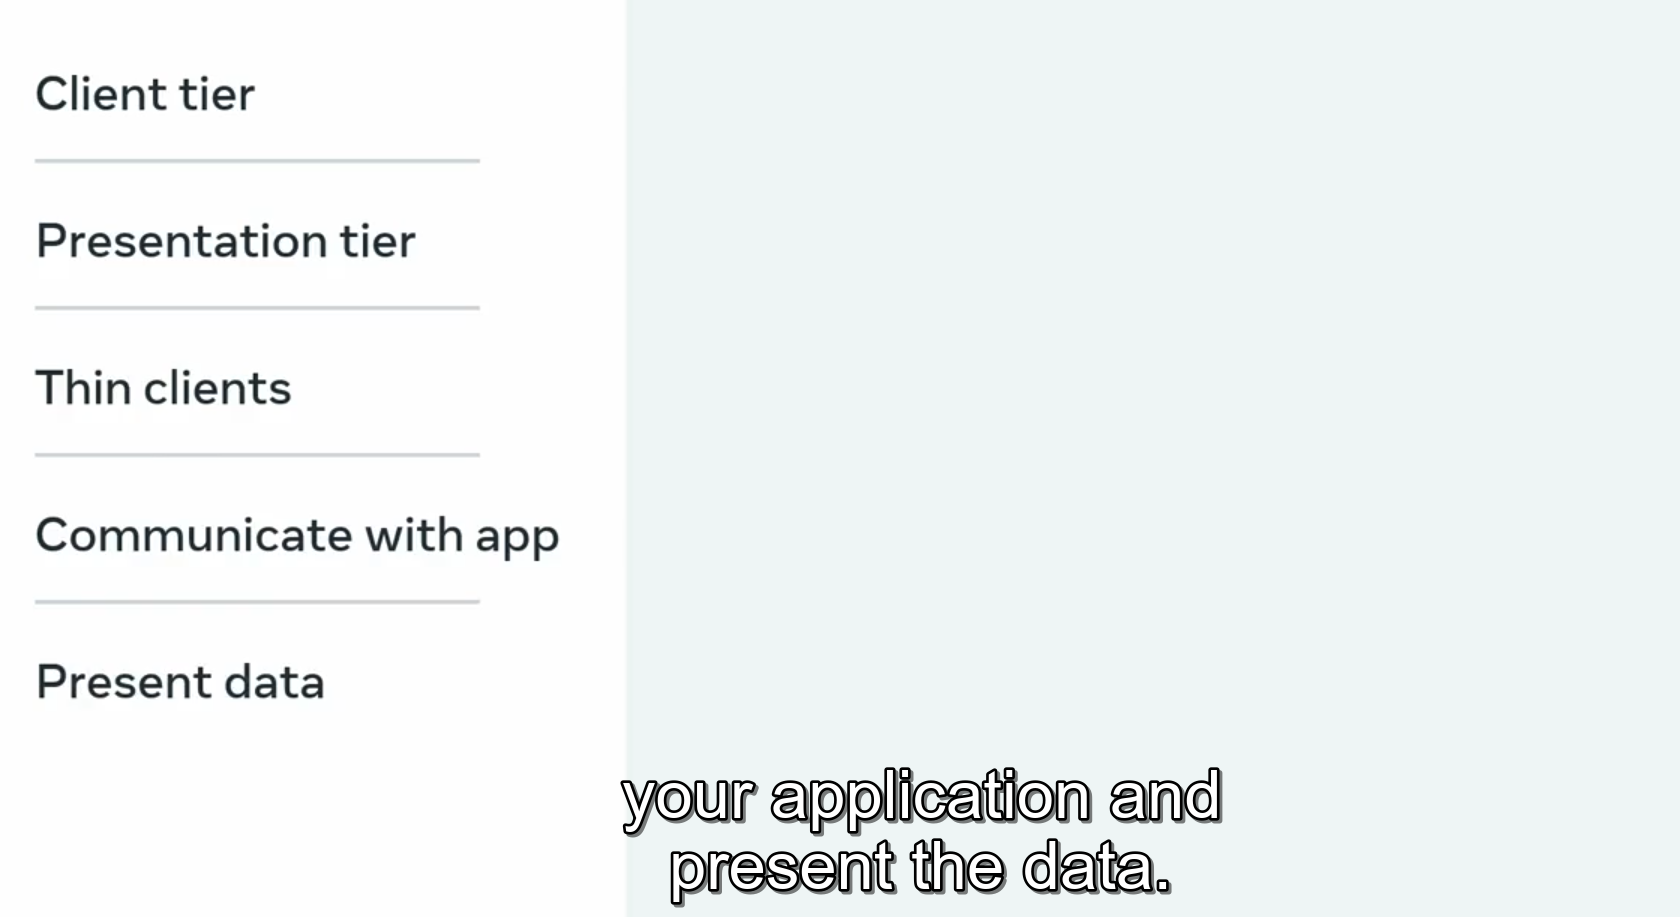 Client tier
Presentation tier
Thin clients
Communicate with app
Present data
your application and
present the data.